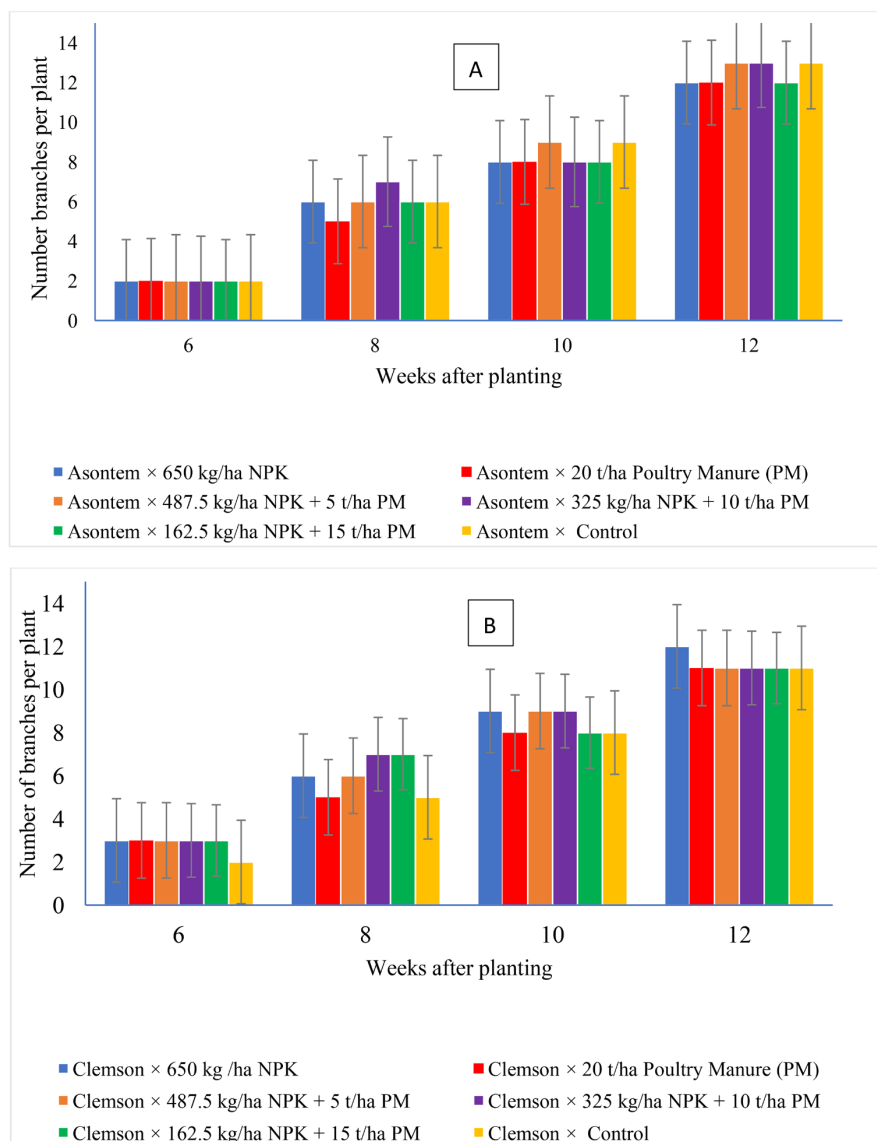 A
Number branches per plant
14
12
10
8
6
4
2
0
6 8 10 12
Weeks after planting
Asontem × 650 kg/ha NPK Asontem × 20 t/ha Poultry Manure (PM)
Asontem × 487.5 kg/ha NPK + 5 t/ha PM Asontem × 325 kg/ha NPK + 10 t/ha PM
Asontem × 162.5 kg/ha NPK + 15 t/ha PM Asontem × Control
B
Number of branches per plant
14
12
10
8
6
4
2
0
6 8 10 12
Weeks after planting
Clemson × 650 kg /ha NPK Clemson × 20 t/ha Poultry Manure (PM)
Clemson × 487.5 kg/ha NPK + 5 t/ha PM Clemson × 325 kg/ha NPK + 10 t/ha PM
Clemson × 162.5 kg/ha NPK + 15 t/ha PM Clemson × Control